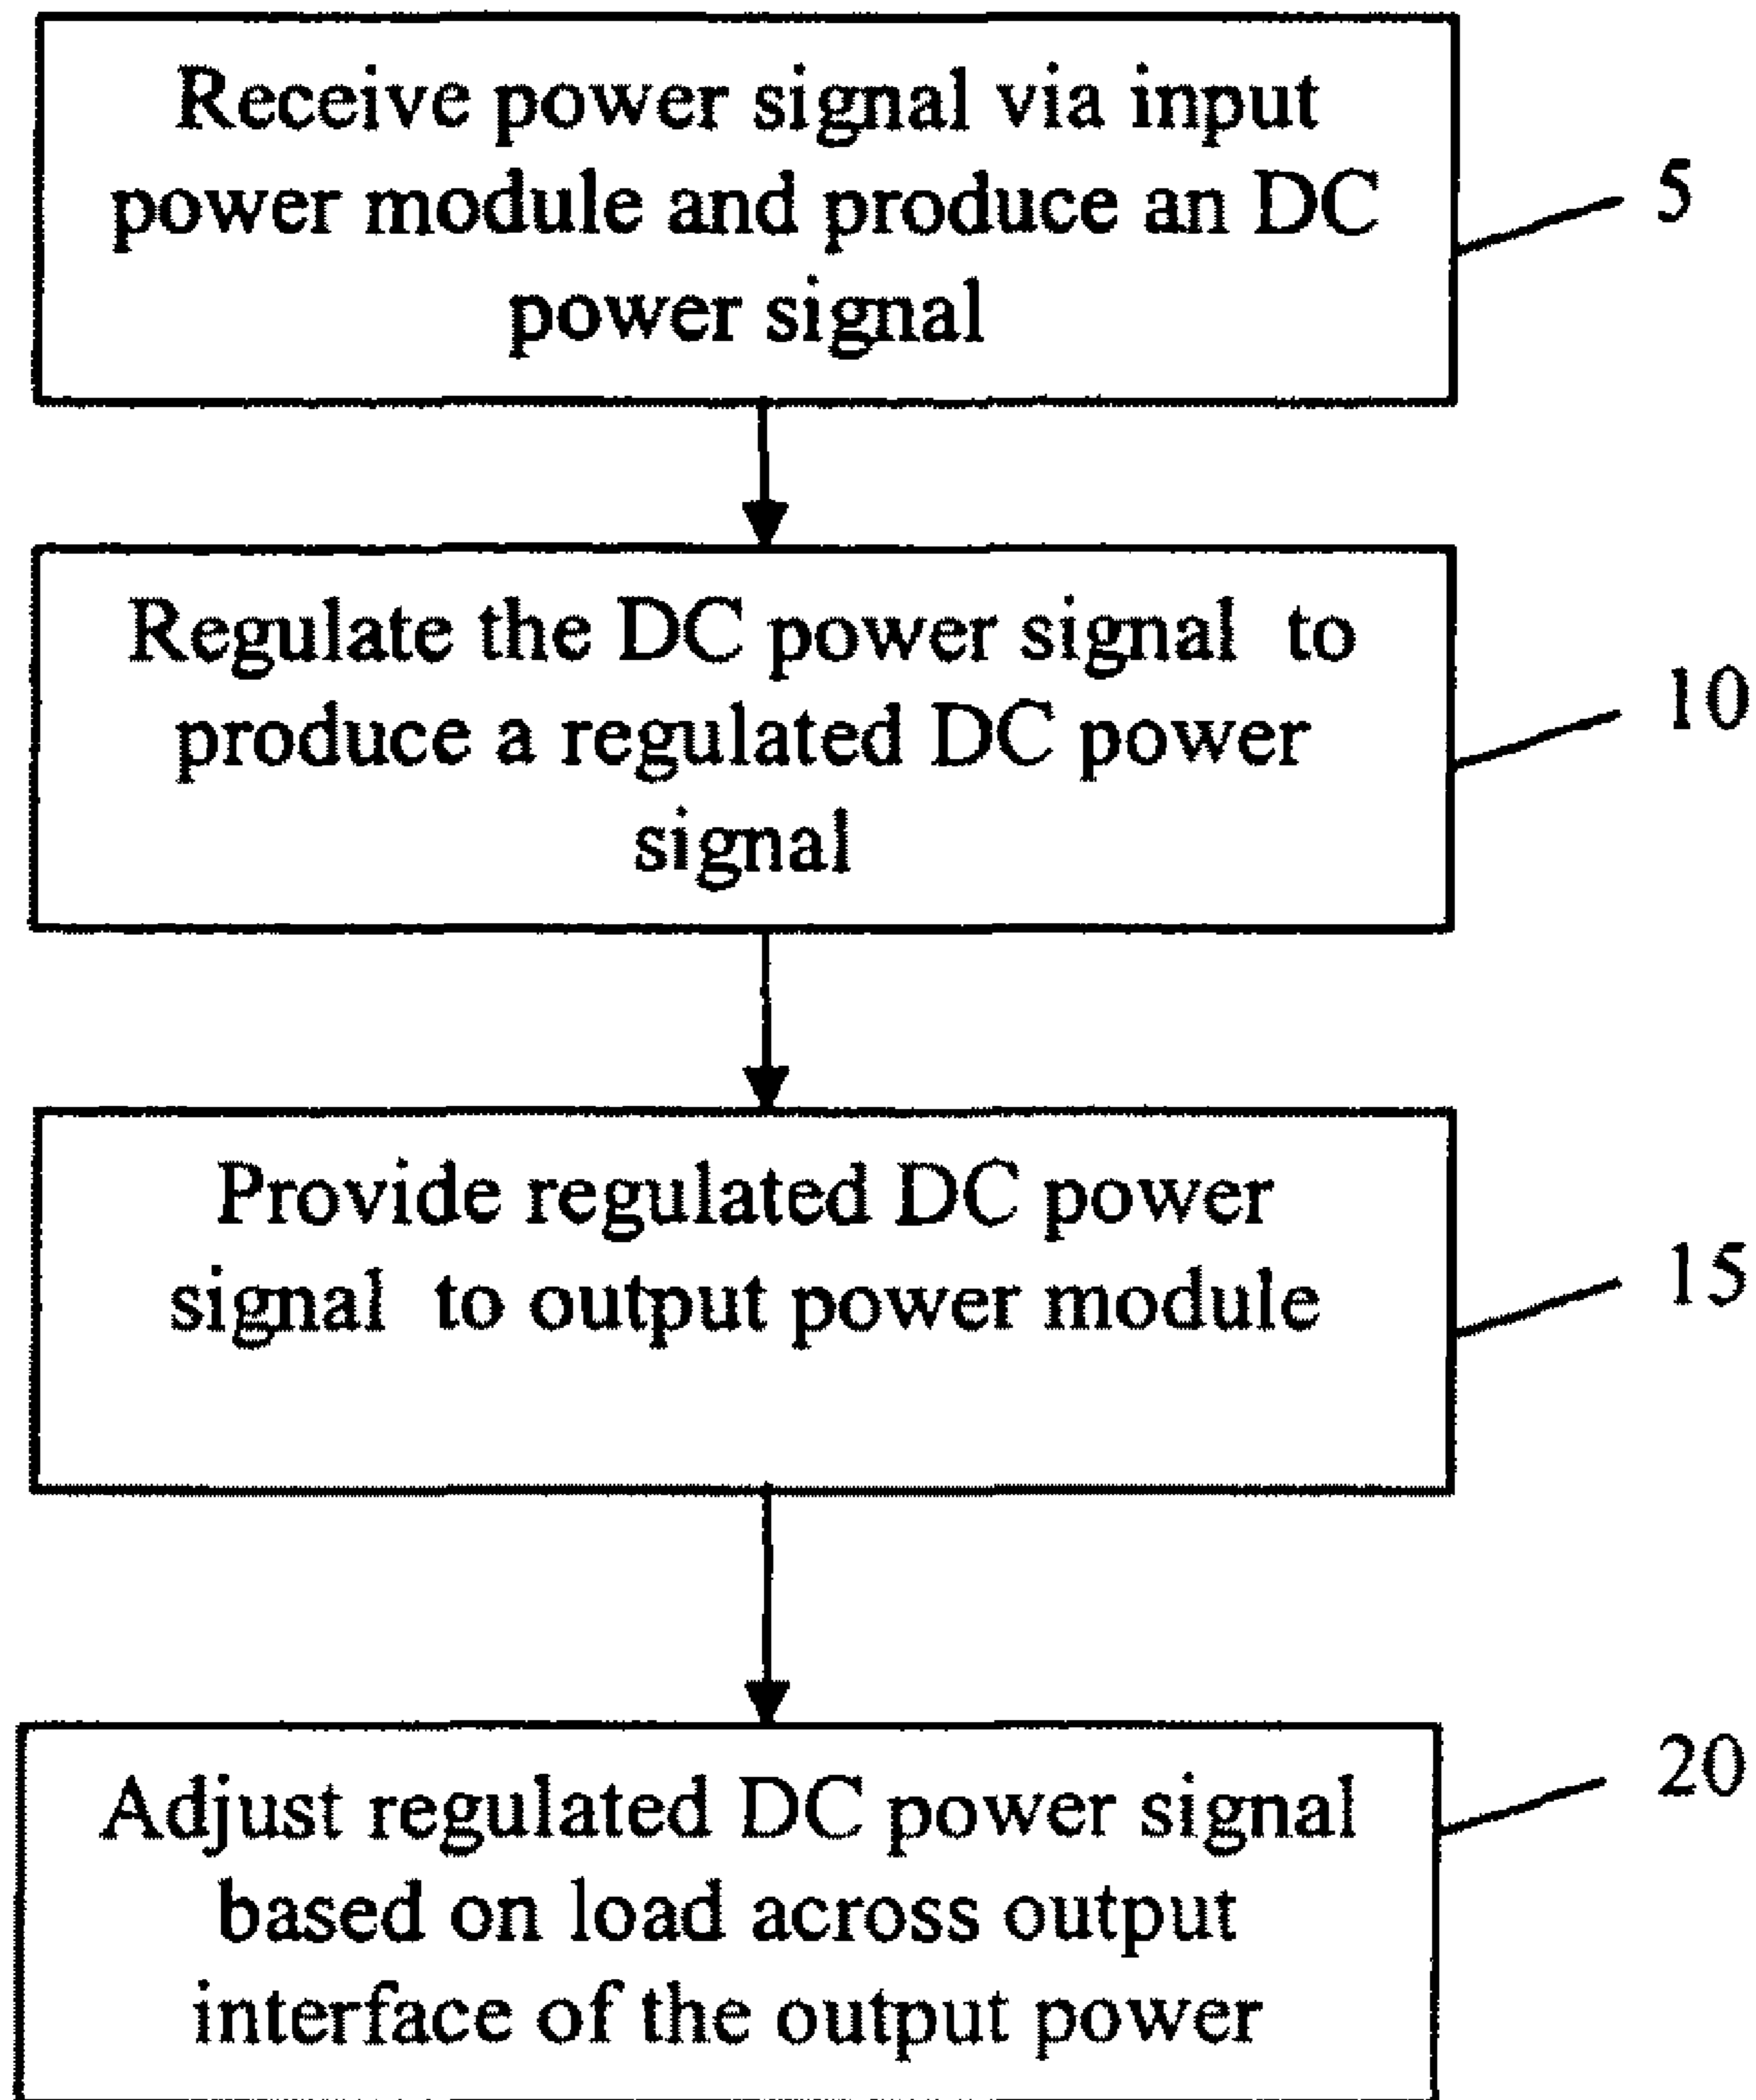 Receive power signal via input
power module and produce an DC
power signal
5
Regulate the DC power signal to
produce a regulated DC power
signal
10
Provide regulated DC power
signal to output power module
15
Adjust regulated DC power signal
based on load across output
interface of the output power
20